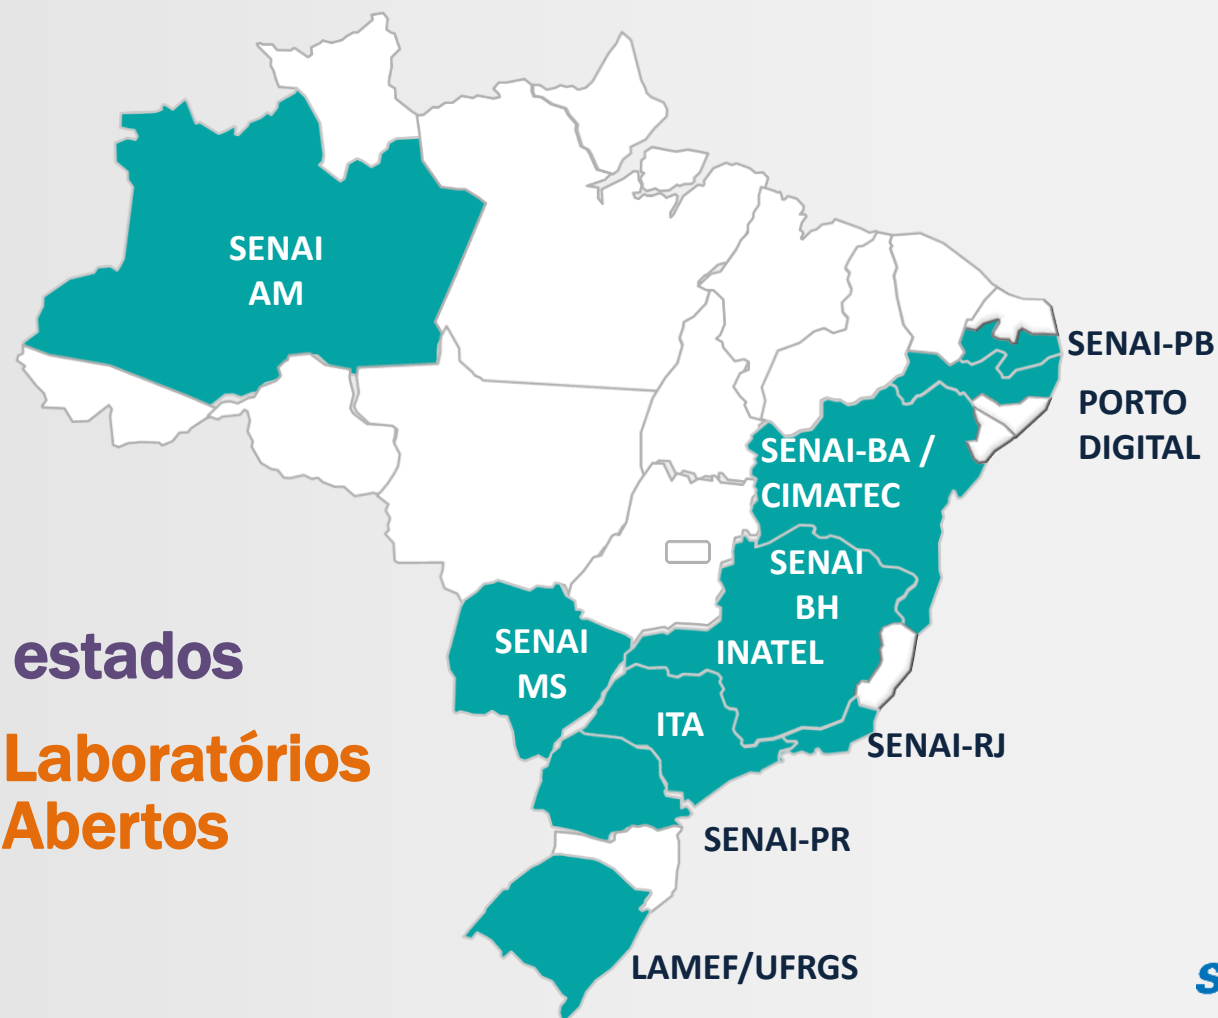 SENAI
AM
SENAI-PB
PORTO
DIGITAL
SENAI-BA /
CIMATEC
SENAI
BH
INATEL
SENAI
MS
estados
ITA
Laboratórios
Abertos
SENAI-RJ
SENAI-PR
LAMEF/UFRGS